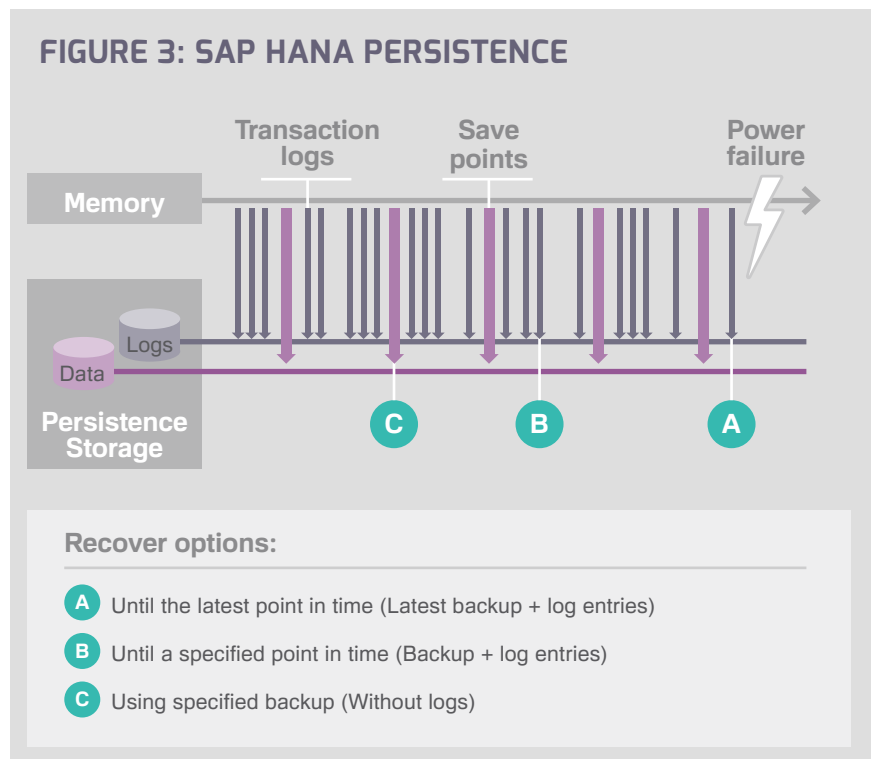 FIGURE 3: SAP HANA PERSISTENCE
Transaction
logs
Save
points
Power
failure
Memory
Logs
Data
Persistence
Storage
C
B
A
Recover options:
A Until the latest point in time (Latest backup + log entries)
B Until a specified point in time (Backup + log entries)
C Using specified backup (Without logs)